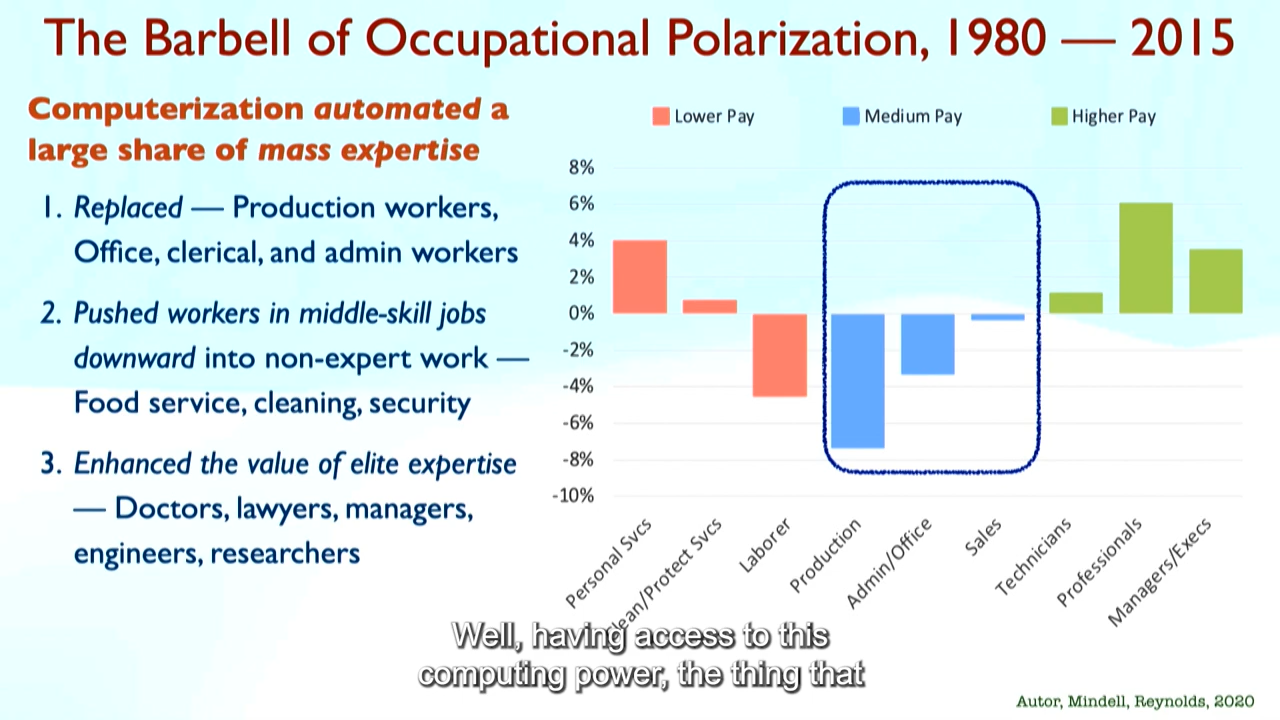 The Barbell of Occupational Polarization, 1980 — 2015
Computerization automated a
large share of mass expertise
1. Replaced — Production workers,
Office, clerical, and admin workers
2. Pushed workers in middle-skill jobs
downward into non-expert work —
Food service, cleaning, security
3. Enhanced the value of elite expertise
— Doctors, lawyers, managers,
engineers, researchers
Lower Pay
Medium Pay
Higher Pay
8%
6%
4%
2%
0%
-2%
-4%
-6%
-8%
-10%
Personal Svcs
lean/Protect Svcs
Laborer
Production
Admin/Office
Sales
Technicians
Professionals
Managers/Execs
Well, having access to this
computing power, the thing that
Autor, Mindell, Reynolds, 2020